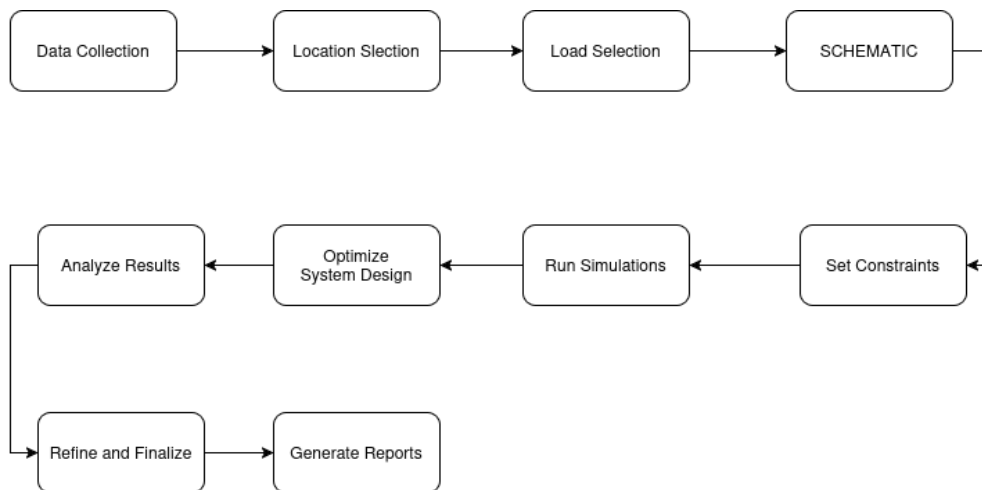 Data Collection
Location Slection
Load Selection
SCHEMATIC
Analyze Results
Optimize
System Design
Run Simulations
Set Constraints
Refine and Finalize
Generate Reports